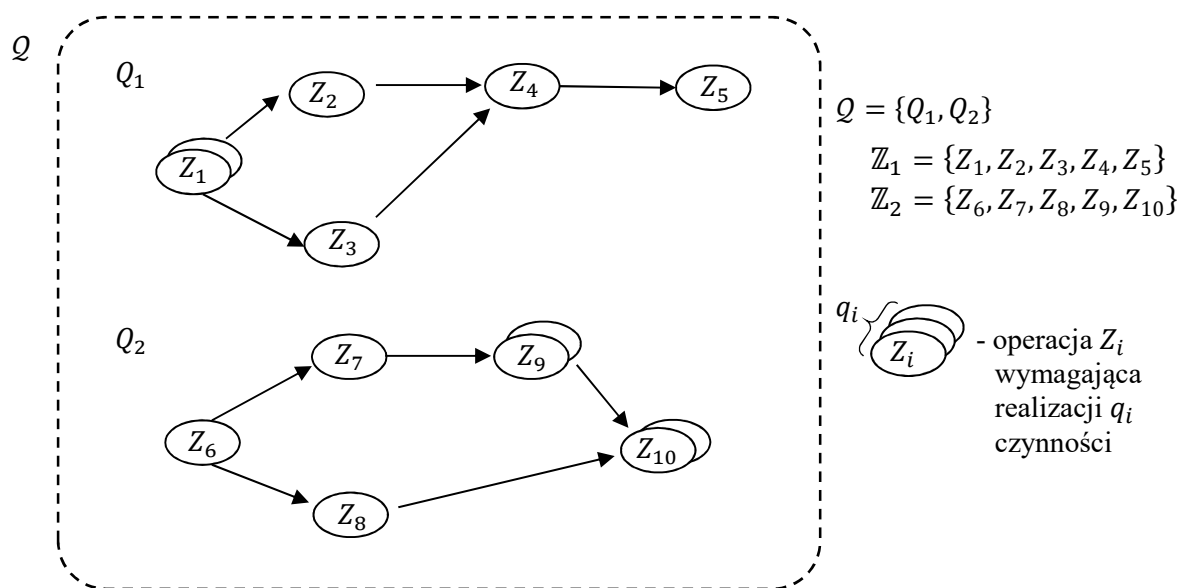 𝒬
Q₁
Z₁
Z₂
Z₃
Z₄
Z₅
Q₂
Z₆
Z₇
Z₈
Z₉
Z₁₀
𝒬 = {Q₁, Q₂}
ℤ₁ = {Z₁, Z₂, Z₃, Z₄, Z₅}
ℤ₂ = {Z₆, Z₇, Z₈, Z₉, Z₁₀}
qᵢ
Zᵢ
- operacja Zᵢ
wymagająca
realizacji qᵢ
czynności